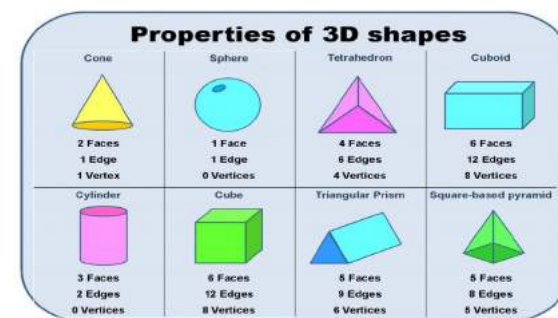 Properties of 3D shapes
Cone
2 Faces
1 Edge
1 Vertex
Sphere
1 Face
1 Edge
0 Vertices
Tetrahedron
4 Faces
6 Edges
4 Vertices
Cuboid
6 Faces
12 Edges
8 Vertices
Cylinder
3 Faces
2 Edges
0 Vertices
Cube
6 Faces
12 Edges
8 Vertices
Triangular Prism
5 Faces
9 Edges
6 Vertices
Square-based pyramid
5 Faces
8 Edges
5 Vertices